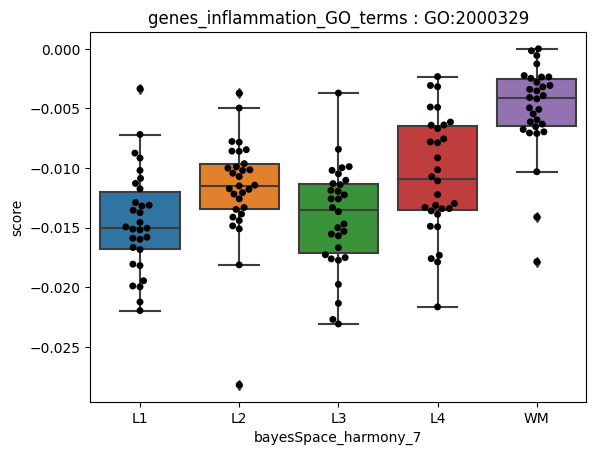 genes_inflammation_GO_terms : GO:2000329
0.000
−0.005
−0.010
−0.015
−0.020
−0.025
score
L1 L2 L3 L4 WM
bayesSpace_harmony_7